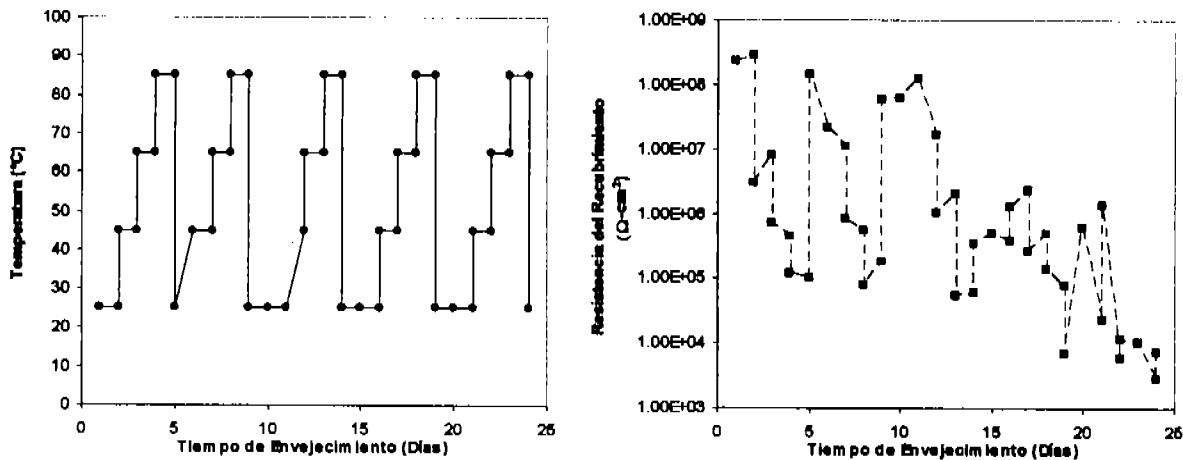 100
90
80
70
60
50
40
30
20
10
0
Temperatura (°C)
0 5 10 15 20 25
Tiempo de Envejecimiento (Días)
1.00E+09
1.00E+08
1.00E+07
1.00E+06
1.00E+05
1.00E+04
1.00E+03
Resistencia del Recubrimiento
(Ω-cm²)
0 5 10 15 20 25
Tiempo de Envejecimiento (Días)